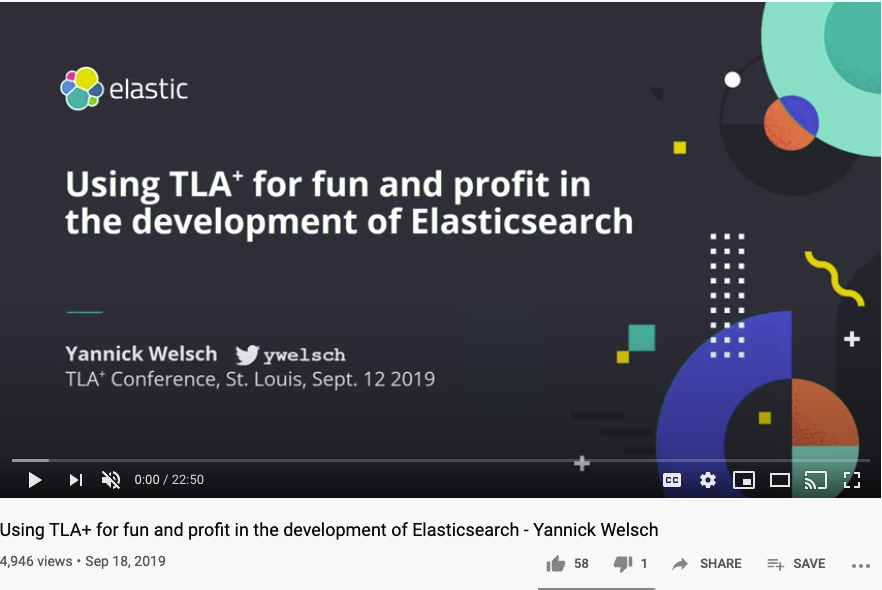 elastic
Using TLA+ for fun and profit in
the development of Elasticsearch
Yannick Welsch ywelsch
TLA+ Conference, St. Louis, Sept. 12 2019
0:00 / 22:50
CC
Using TLA+ for fun and profit in the development of Elasticsearch - Yannick Welsch
4,946 views • Sep 18, 2019
58 1 SHARE SAVE